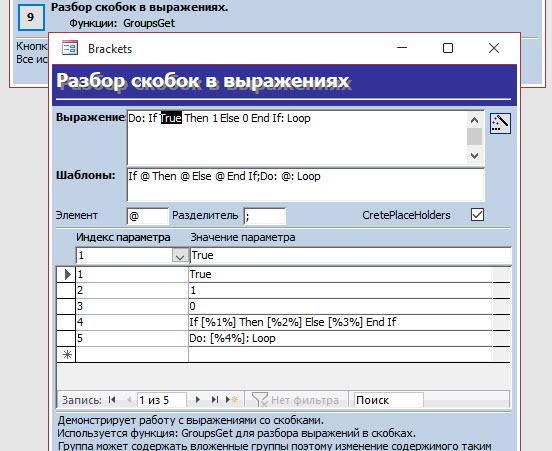 9
Разбор скобок в выражениях.
Функции: GroupsGet
Кнопк
Все ис
Brackets
Разбор скобок в выражениях
Выражение
Do: If True Then 1 Else 0 End If: Loop
Шаблоны:
If @ Then @ Else @ End If;Do: @: Loop
Элемент @ Разделитель ; CretePlaceHolders
Индекс параметра Значение параметра
1 True
1 True
2 1
3 0
4 If [%1%] Then [%2%] Else [%3%] End If
5 Do: [%4%]: Loop
Запись: 1 из 5 Нет фильтра Поиск
Демонстрирует работу с выражениями со скобками.
Используется функция: GroupsGet для разбора выражений в скобках.
Группа может содержать вложенные группы поэтому изменение содержимого таким